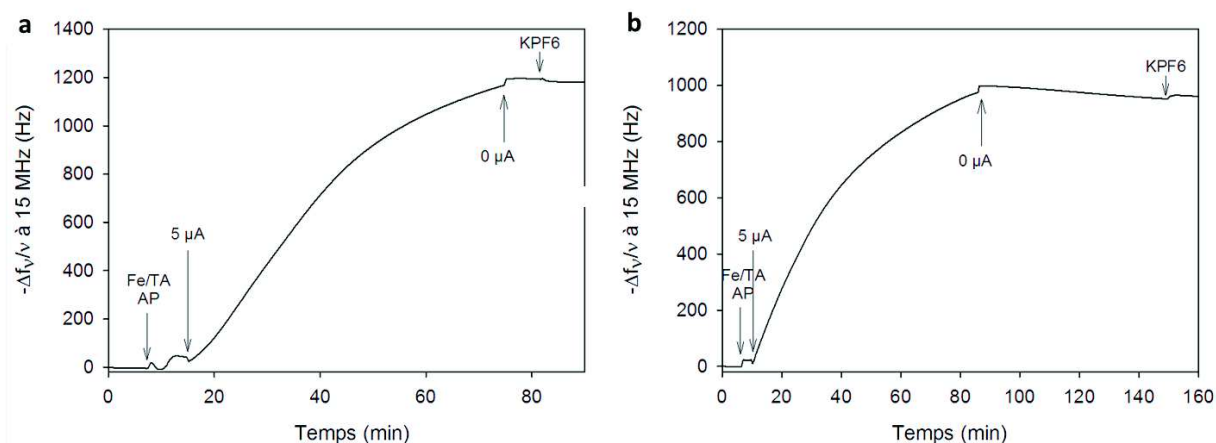 a
-Δfν/ν à 15 MHz (Hz)
1400
1200
1000
800
600
400
200
0
KPF6
0 µA
5 µA
Fe/TA
AP
0
20
40
60
80
Temps (min)
b
-Δfν/ν à 15 MHz (Hz)
1200
1000
800
600
400
200
0
KPF6
0 µA
5 µA
Fe/TA
AP
0
20
40
60
80
100
120
140
160
Temps (min)